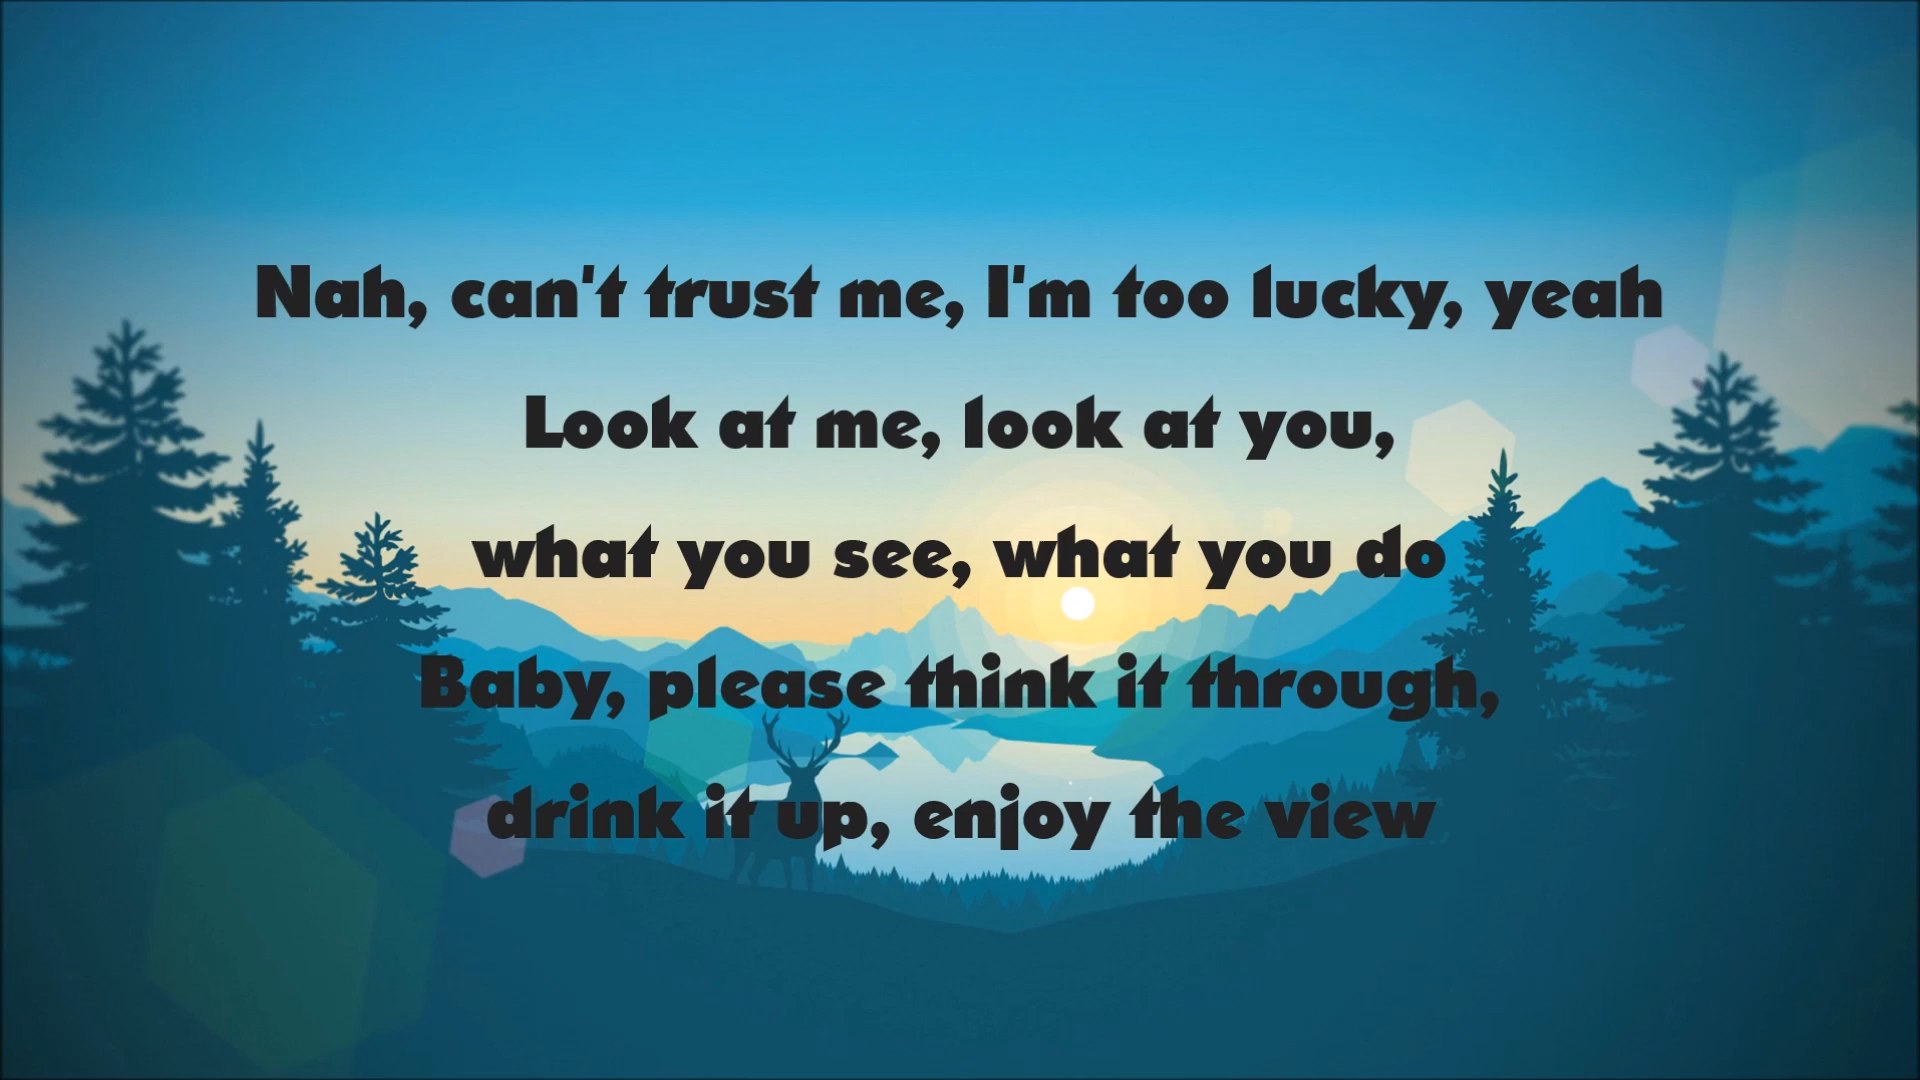 Nah, can't trust me, I'm too lucky, yeah
Look at me, look at you,
what you see, what you do
Baby, please think it through,
drink it up, enjoy the view